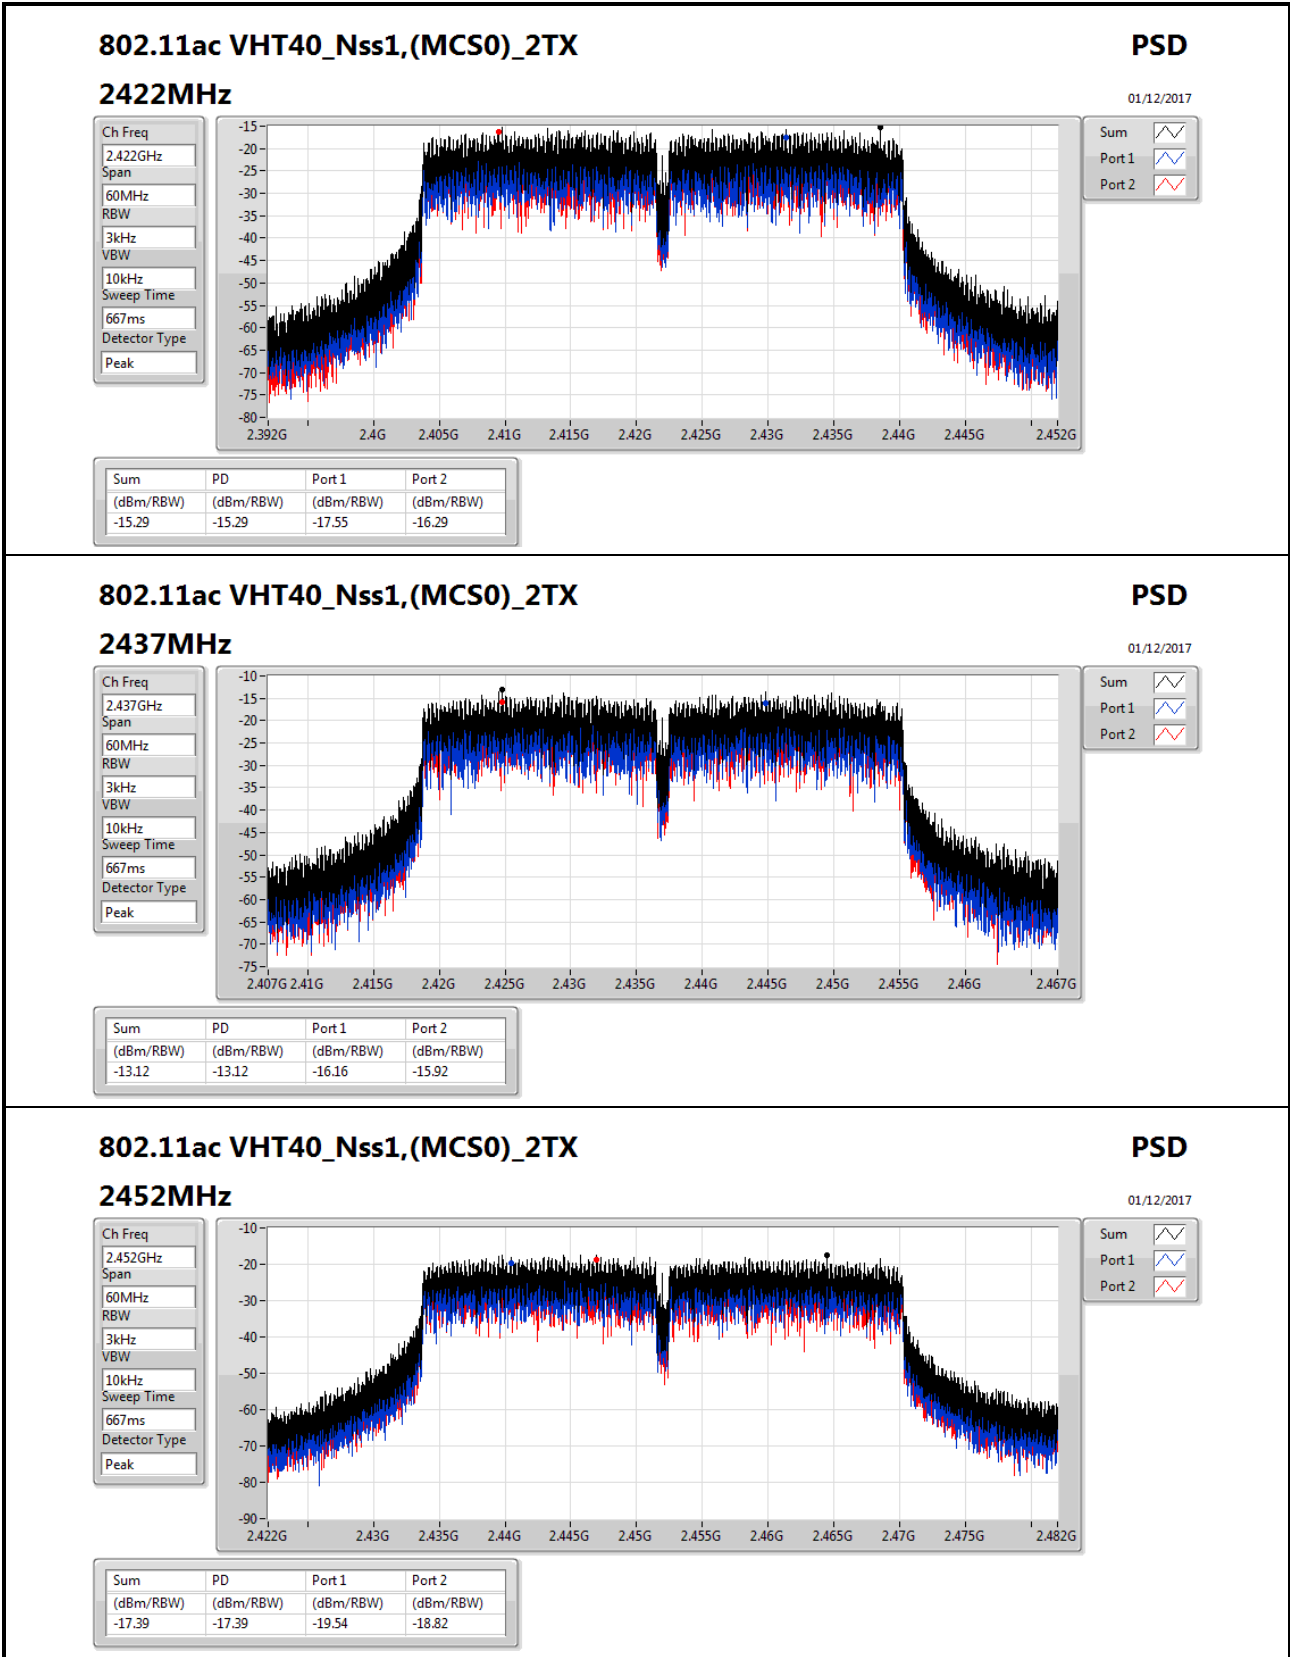 802.11ac VHT40_Nss1,(MCS0)_2TX PSD
2422MHz 01/12/2017
Ch Freq
2.422GHz
Span
60MHz
RBW
3kHz
VBW
10kHz
Sweep Time
667ms
Detector Type
Peak
-15
-20
-25
-30
-35
-40
-45
-50
-55
-60
-65
-70
-75
-80
2.392G 2.4G 2.405G 2.41G 2.415G 2.42G 2.425G 2.43G 2.435G 2.44G 2.445G 2.452G
Sum
Port 1
Port 2
Sum PD Port 1 Port 2
(dBm/RBW) (dBm/RBW) (dBm/RBW) (dBm/RBW)
-15.29 -15.29 -17.55 -16.29
802.11ac VHT40_Nss1,(MCS0)_2TX PSD
2437MHz 01/12/2017
Ch Freq
2.437GHz
Span
60MHz
RBW
3kHz
VBW
10kHz
Sweep Time
667ms
Detector Type
Peak
-10
-15
-20
-25
-30
-35
-40
-45
-50
-55
-60
-65
-70
-75
2.407G 2.41G 2.415G 2.42G 2.425G 2.43G 2.435G 2.44G 2.445G 2.45G 2.455G 2.46G 2.467G
Sum
Port 1
Port 2
Sum PD Port 1 Port 2
(dBm/RBW) (dBm/RBW) (dBm/RBW) (dBm/RBW)
-13.12 -13.12 -16.16 -15.92
802.11ac VHT40_Nss1,(MCS0)_2TX PSD
2452MHz 01/12/2017
Ch Freq
2.452GHz
Span
60MHz
RBW
3kHz
VBW
10kHz
Sweep Time
667ms
Detector Type
Peak
-10
-20
-30
-40
-50
-60
-70
-80
-90
2.422G 2.43G 2.435G 2.44G 2.445G 2.45G 2.455G 2.46G 2.465G 2.47G 2.475G 2.482G
Sum
Port 1
Port 2
Sum PD Port 1 Port 2
(dBm/RBW) (dBm/RBW) (dBm/RBW) (dBm/RBW)
-17.39 -17.39 -19.54 -18.82